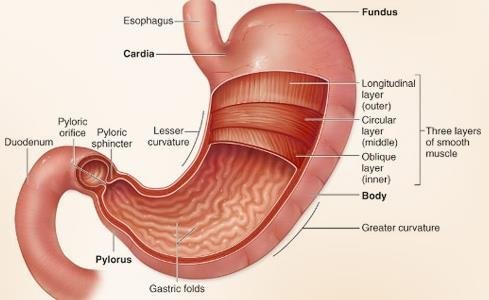 Esophagus
Fundus
Cardia
Longitudinal
layer
(outer)
Circular
layer
(middle)
Oblique
layer
(inner)
Three layers
of smooth
muscle
Pyloric
orifice
Pyloric
sphincter
Duodenum
Lesser
curvature
Body
Greater curvature
Pylorus
Gastric folds